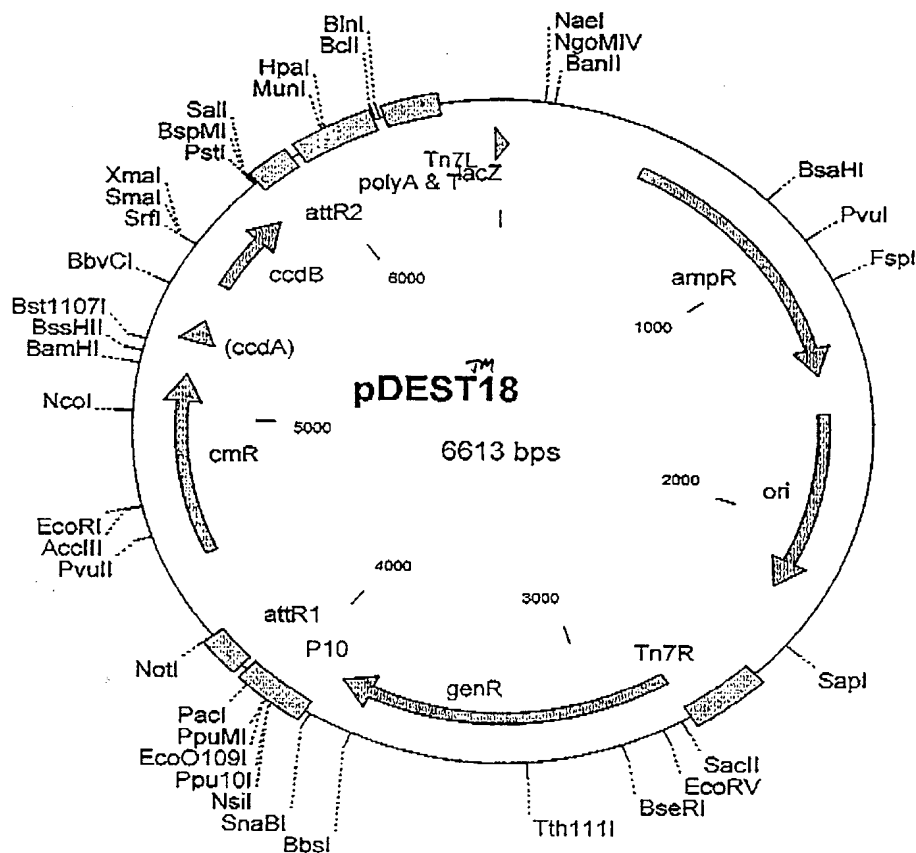 BlnI
BclI
HpaI
MunI
SalI
BspMI
PstI
XmaI
SmaI
SrfI
BbvCI
Bst1107I
BssHII
BamHI
NcoI
EcoRI
AccIII
PvuII
NotI
PacI
PpuMI
EcoO109I
Ppu10I
NsiI
SnaBI
BbsI
Tth111I
BseRI
EcoRV
SacII
SapI
FspI
PvuI
BsaHI
BanII
NgoMIV
NaeI
Tn7L
lacZ
polyA & T
attR2
ccdB
6000
ampR
1000
(ccdA)
pDEST18
TM
5000
6613 bps
cmR
2000
ori
4000
3000
attR1
P10
genR
Tn7R